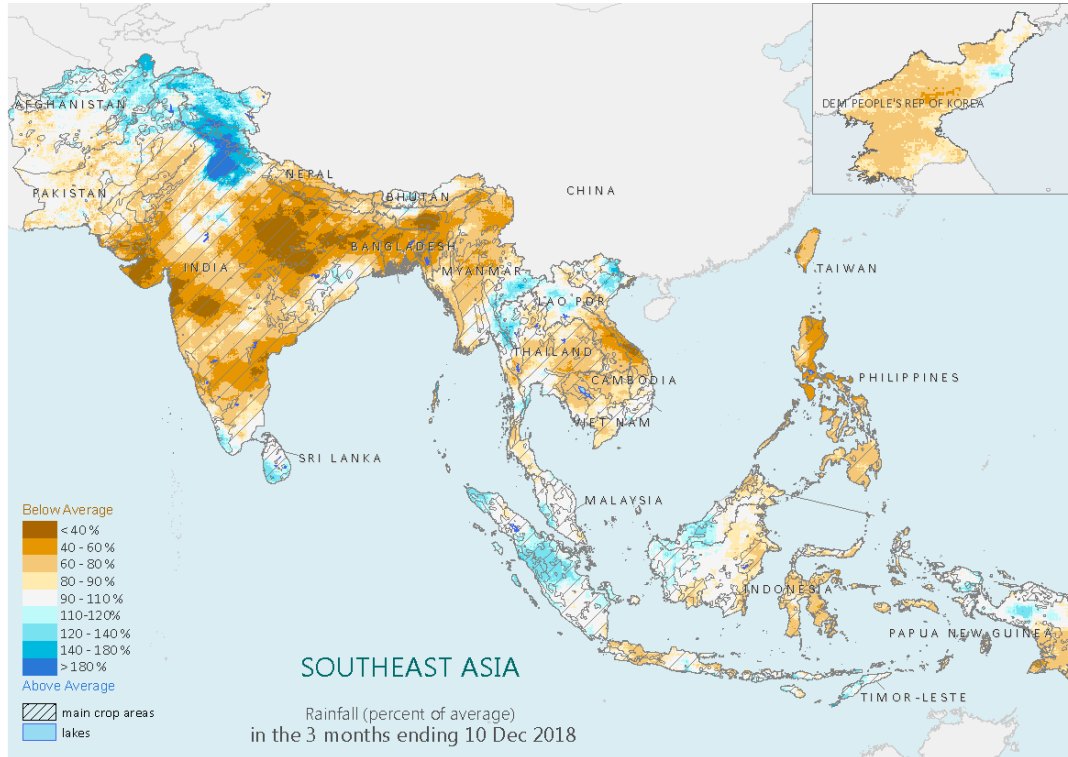 DEM PEOPLE'S REP OF KOREA
AFGHANISTAN
PAKISTAN
NEPAL
BHUTAN
CHINA
BANGLADESH
INDIA
MYANMAR
LAO PDR
TAIWAN
THAILAND
CAMBODIA
PHILIPPINES
VIET NAM
SRI LANKA
MALAYSIA
INDONESIA
PAPUA NEW GUINEA
TIMOR-LESTE
Below Average
< 40 %
40 - 60 %
60 - 80 %
80 - 90 %
90 - 110 %
110-120%
120 - 140 %
140 - 180 %
> 180 %
Above Average
main crop areas
lakes
SOUTHEAST ASIA
Rainfall (percent of average)
in the 3 months ending 10 Dec 2018